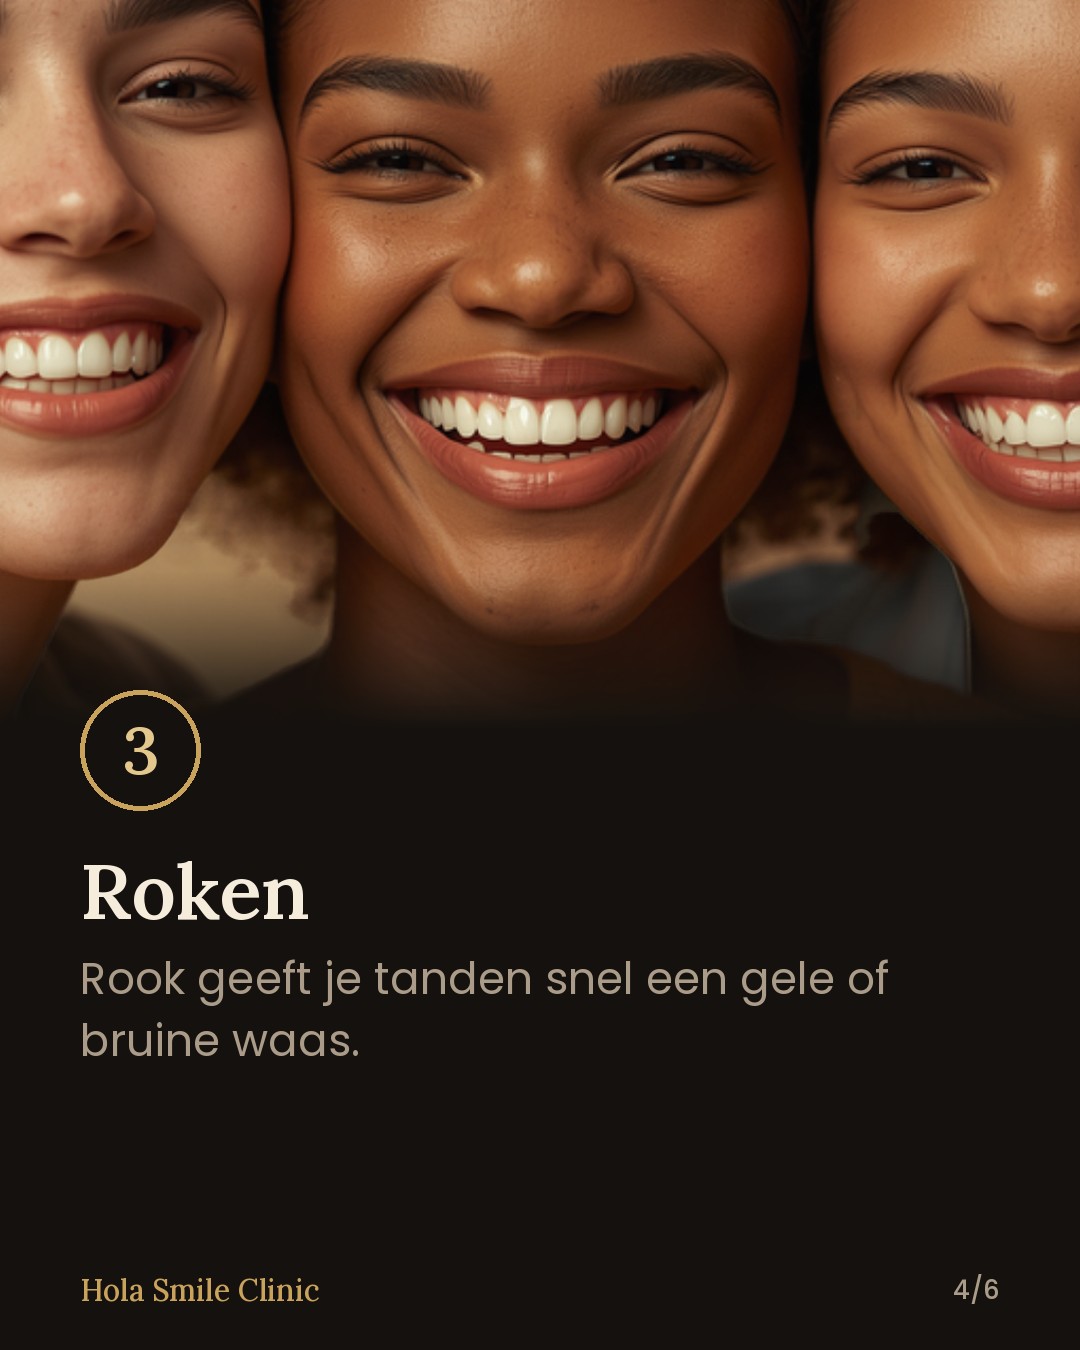 3
Roken
Rook geeft je tanden snel een gele of
bruine waas.
Hola Smile Clinic
4/6